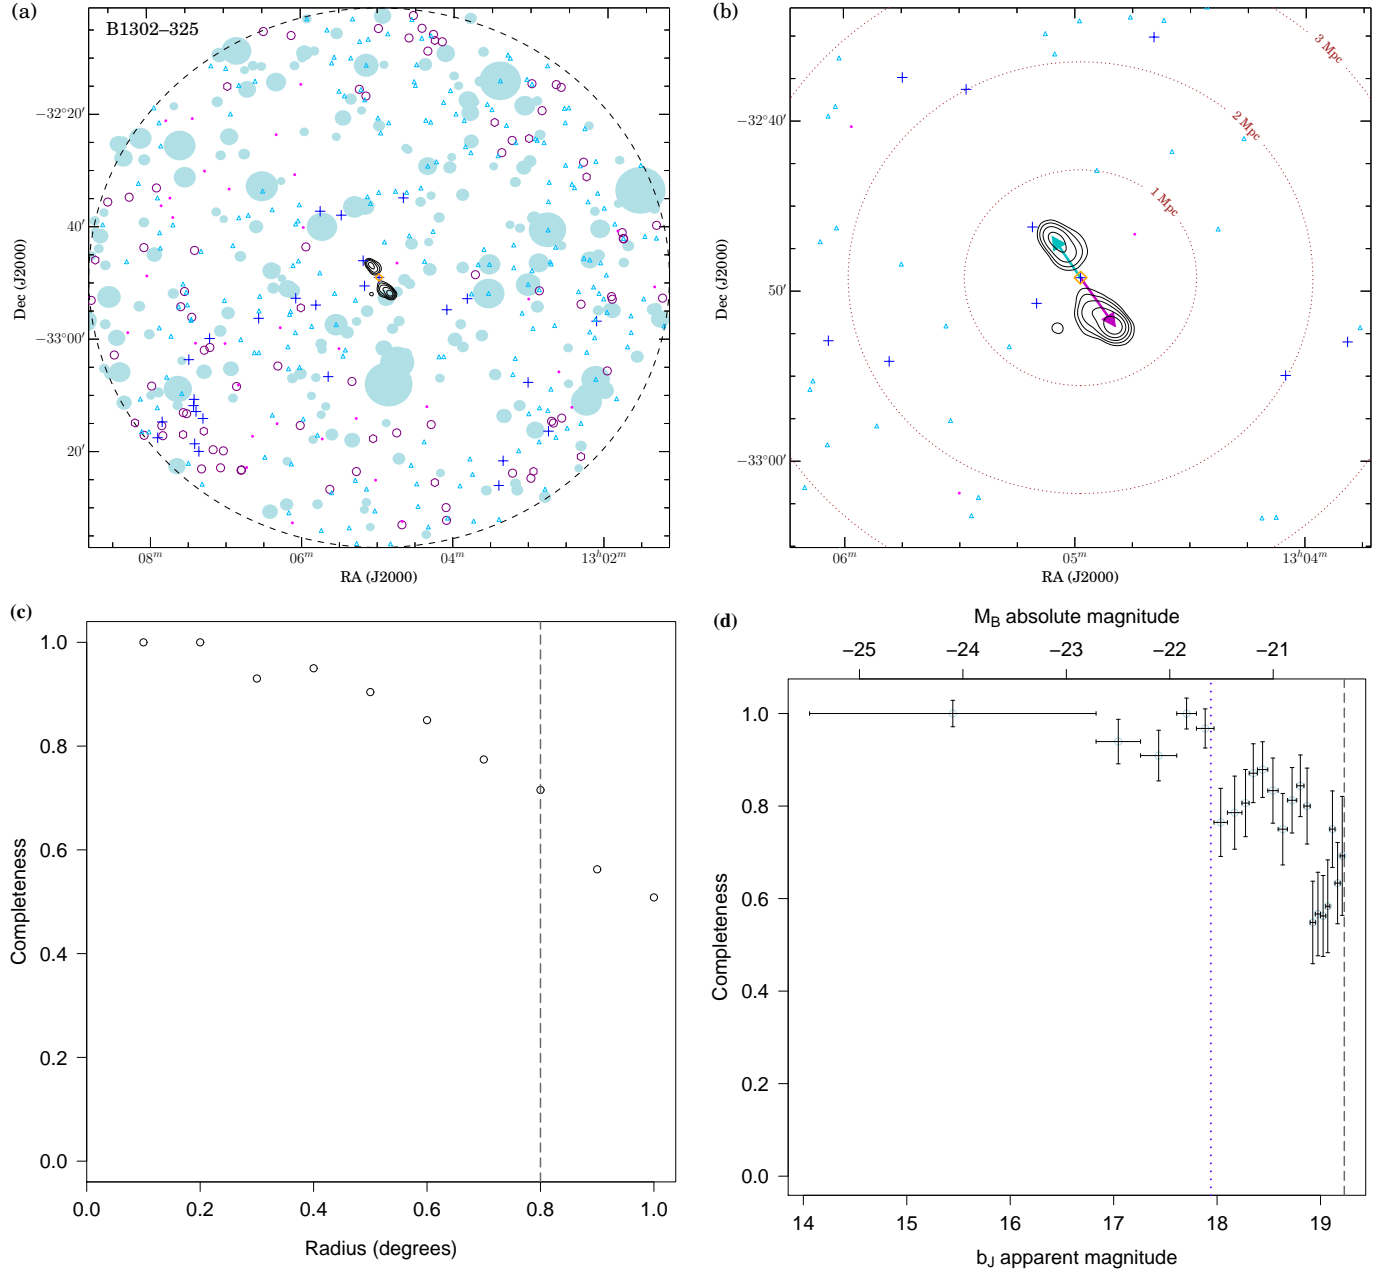 (a)
B1302–325
−32°20′
40′
−33°00′
20′
Dec (J2000)
08ᵐ
06ᵐ
04ᵐ
13ʰ02ᵐ
RA (J2000)
(b)
3 Mpc
2 Mpc
1 Mpc
−32°40′
50′
−33°00′
Dec (J2000)
06ᵐ
05ᵐ
13ʰ04ᵐ
RA (J2000)
(c)
1.0
0.8
0.6
0.4
0.2
0.0
Completeness
0.0
0.2
0.4
0.6
0.8
1.0
Radius (degrees)
(d)
M_B absolute magnitude
−25
−24
−23
−22
−21
1.0
0.8
0.6
0.4
0.2
0.0
Completeness
14
15
16
17
18
19
b_J apparent magnitude